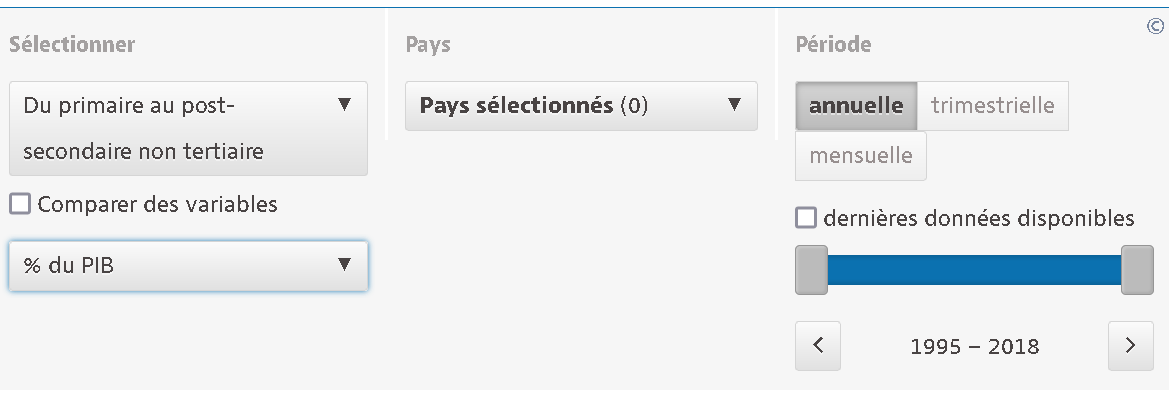 ©
Sélectionner
Pays
Période
Du primaire au post-
secondaire non tertiaire
Pays sélectionnés (0)
annuelle trimestrielle
mensuelle
Comparer des variables
dernières données disponibles
% du PIB
1995 – 2018